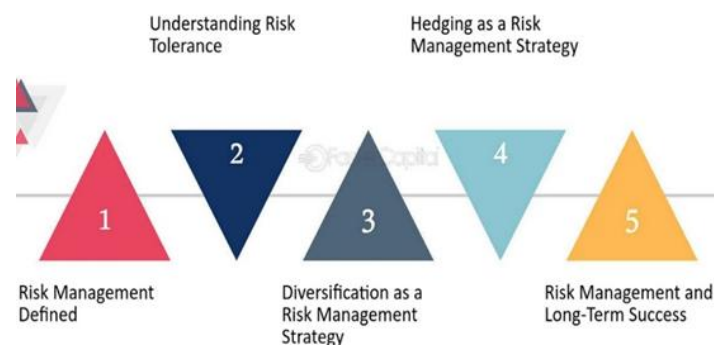 Understanding Risk
Tolerance
Hedging as a Risk
Management Strategy
1
2
3
4
5
Risk Management
Defined
Diversification as a
Risk Management
Strategy
Risk Management and
Long-Term Success